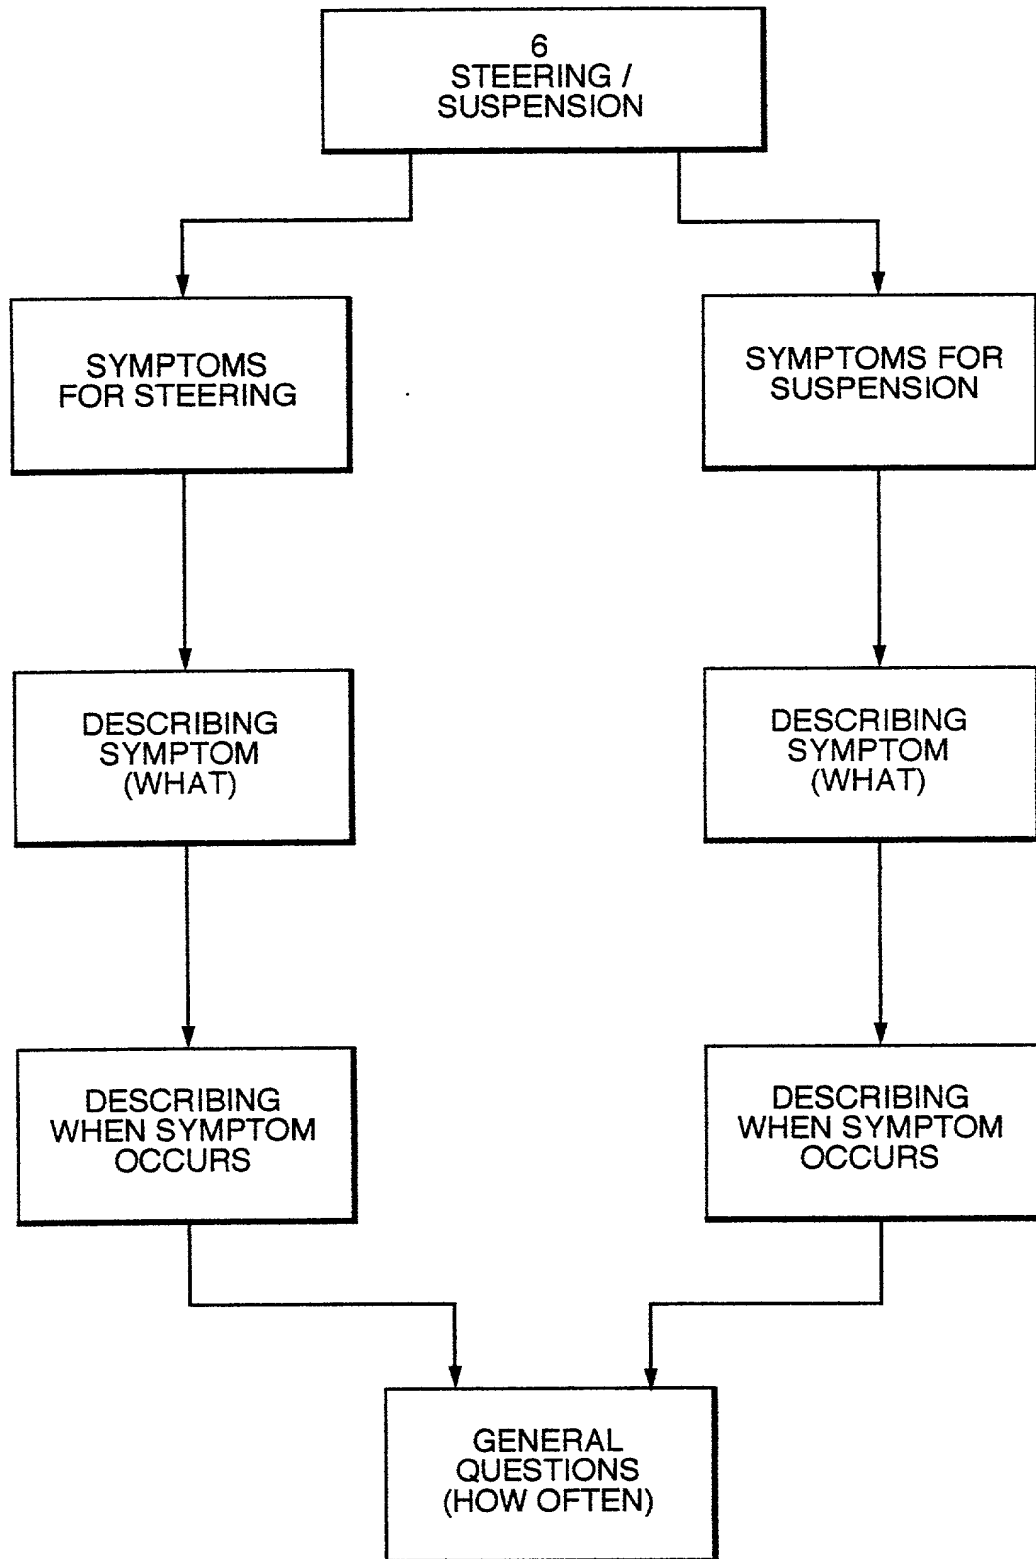 6
STEERING /
SUSPENSION
SYMPTOMS
FOR STEERING
SYMPTOMS FOR
SUSPENSION
DESCRIBING
SYMPTOM
(WHAT)
DESCRIBING
SYMPTOM
(WHAT)
DESCRIBING
WHEN SYMPTOM
OCCURS
DESCRIBING
WHEN SYMPTOM
OCCURS
GENERAL
QUESTIONS
(HOW OFTEN)